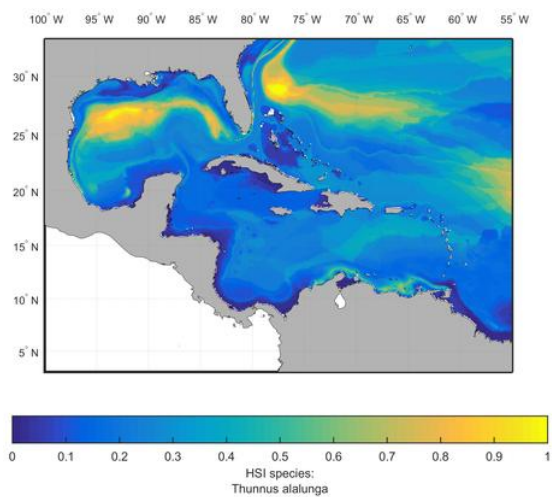 100° W 95° W 90° W 85° W 80° W 75° W 70° W 65° W 60° W 55° W
30° N
25° N
20° N
15° N
10° N
5° N
0 0.1 0.2 0.3 0.4 0.5 0.6 0.7 0.8 0.9 1
HSI species:
Thunnus alalunga